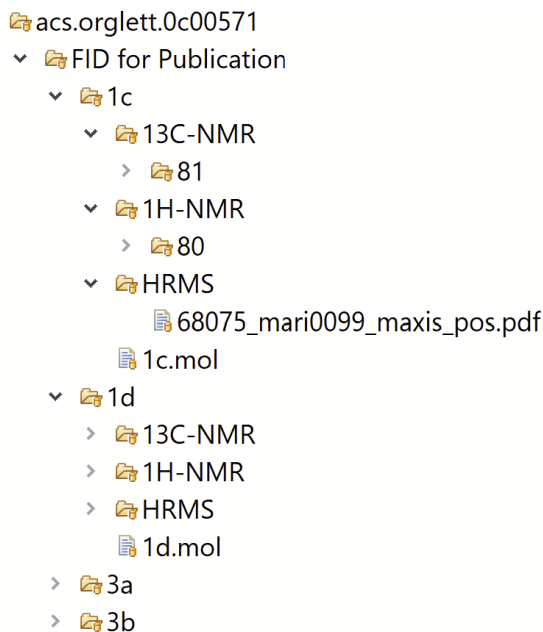 acs.orglett.0c00571
FID for Publication
1c
13C-NMR
81
1H-NMR
80
HRMS
68075_mari0099_maxis_pos.pdf
1c.mol
1d
13C-NMR
1H-NMR
HRMS
1d.mol
3a
3b